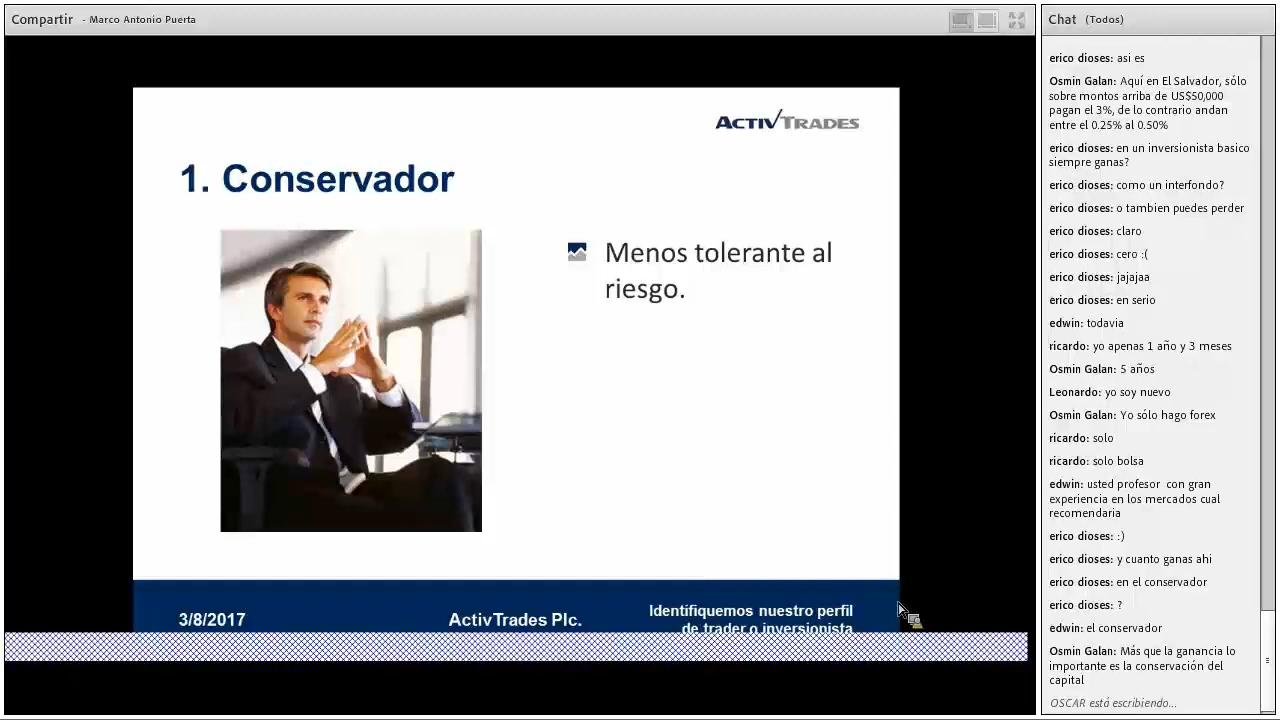 Compartir - Marco Antonio Puerta
ACTIVTRADES
1. Conservador
Menos tolerante al
riesgo.
3/8/2017
ActivTrades Plc.
Identifiquemos nuestro perfil
de trader o inversionista
Chat (Todos)
erico dioses: asi es
Osmin Galan: Aquí en El Salvador, sólo
sobre montos arriba de US$50,000
pagan el 3%, de lo contrario andan
entre el 0.25% al 0.50%
erico dioses: en un inversionista basico
siempre ganas?
erico dioses: como un interfondo?
erico dioses: o tambien puedes perder
erico dioses: claro
erico dioses: cero :(
erico dioses: jajajaa
erico dioses: en serio
edwin: todavia
ricardo: yo apenas 1 año y 3 meses
Osmin Galan: 5 años
Leonardo: yo soy nuevo
Osmin Galan: Yo sólo hago forex
ricardo: solo
ricardo: solo bolsa
edwin: usted profesor con gran
experiencia en los mercados cual
recomendaria
erico dioses: :)
erico dioses: y cuanto ganas ahi
erico dioses: en el conservador
erico dioses: ?
edwin: el conservador
Osmin Galan: Más que la ganancia lo
importante es la conservación del
capital
OSCAR está escribiendo...